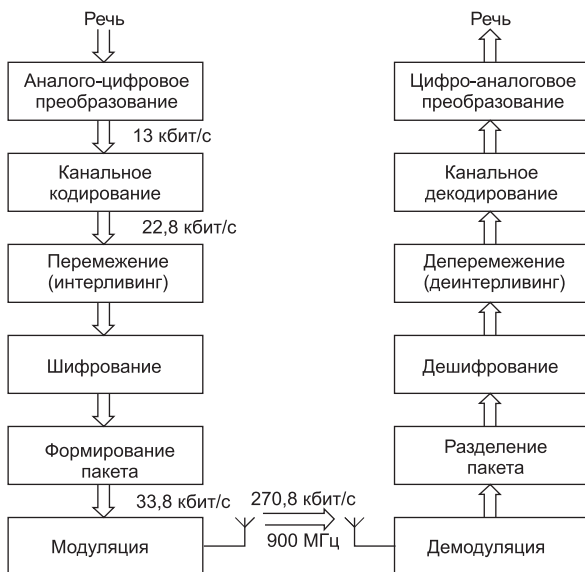 Речь
Аналого-цифровое
преобразование
13 кбит/с
Канальное
кодирование
22,8 кбит/с
Перемежение
(интерливинг)
Шифрование
Формирование
пакета
33,8 кбит/с
Модуляция
270,8 кбит/с
900 МГц
Речь
Цифро-аналоговое
преобразование
Канальное
декодирование
Деперемежение
(деинтерливинг)
Дешифрование
Разделение
пакета
Демодуляция